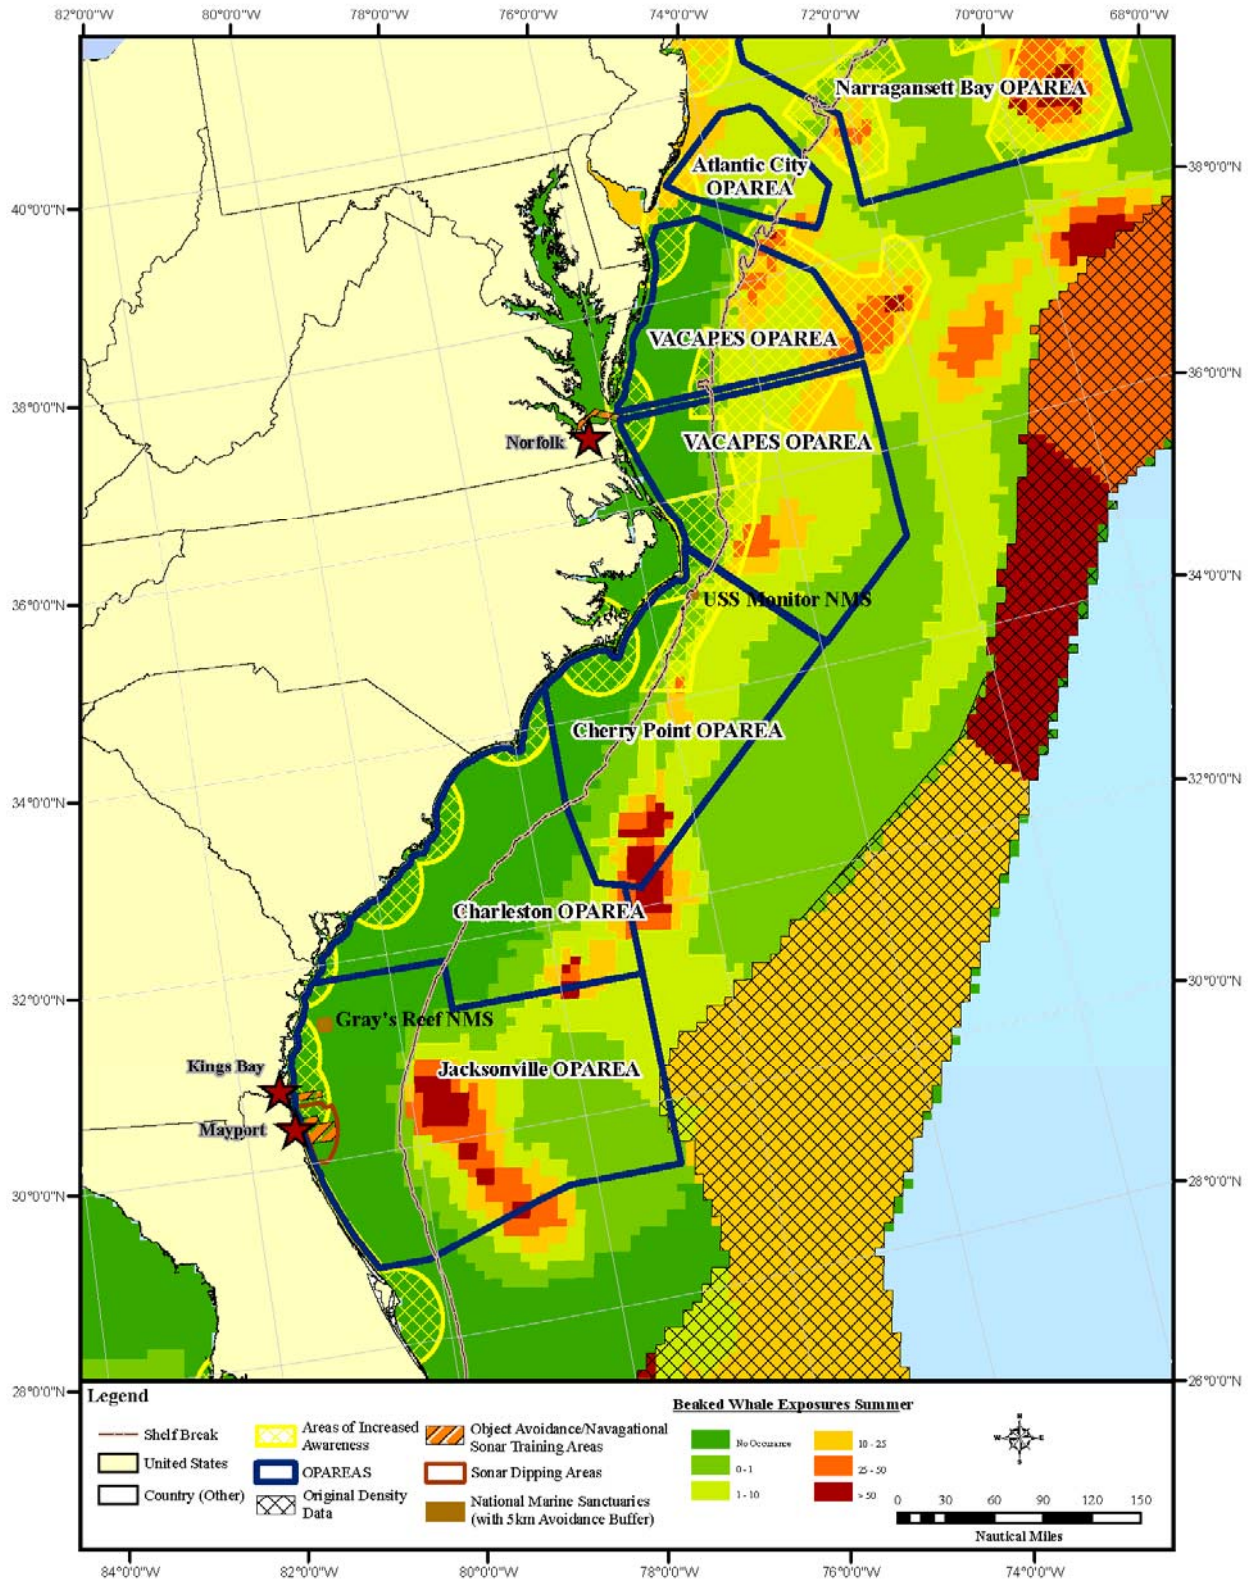 82°0'0"W 80°0'0"W 78°0'0"W 76°0'0"W 74°0'0"W 72°0'0"W 70°0'0"W 68°0'0"W
Narragansett Bay OPAREA
Atlantic City
OPAREA
38°0'0"N
40°0'0"N
VACAPES OPAREA
36°0'0"N
38°0'0"N
Norfolk
VACAPES OPAREA
34°0'0"N
USS Monitor NMS
36°0'0"N
Cherry Point OPAREA
32°0'0"N
34°0'0"N
Charleston OPAREA
30°0'0"N
32°0'0"N
Gray's Reef NMS
Kings Bay
Jacksonville OPAREA
Mayport
28°0'0"N
30°0'0"N
26°0'0"N
28°0'0"N
Legend
Shelf Break
United States
Country (Other)
Areas of Increased
Awareness
OPAREAS
Original Density
Data
Object Avoidance/Navagational
Sonar Training Areas
Sonar Dipping Areas
National Marine Sanctuaries
(with 5km Avoidance Buffer)
Beaked Whale Exposures Summer
No Occurance
0 - 1
1 - 10
10 - 25
25 - 50
> 50
N
W E
S
0 30 60 90 120 150
Nautical Miles
84°0'0"W 82°0'0"W 80°0'0"W 78°0'0"W 76°0'0"W 74°0'0"W